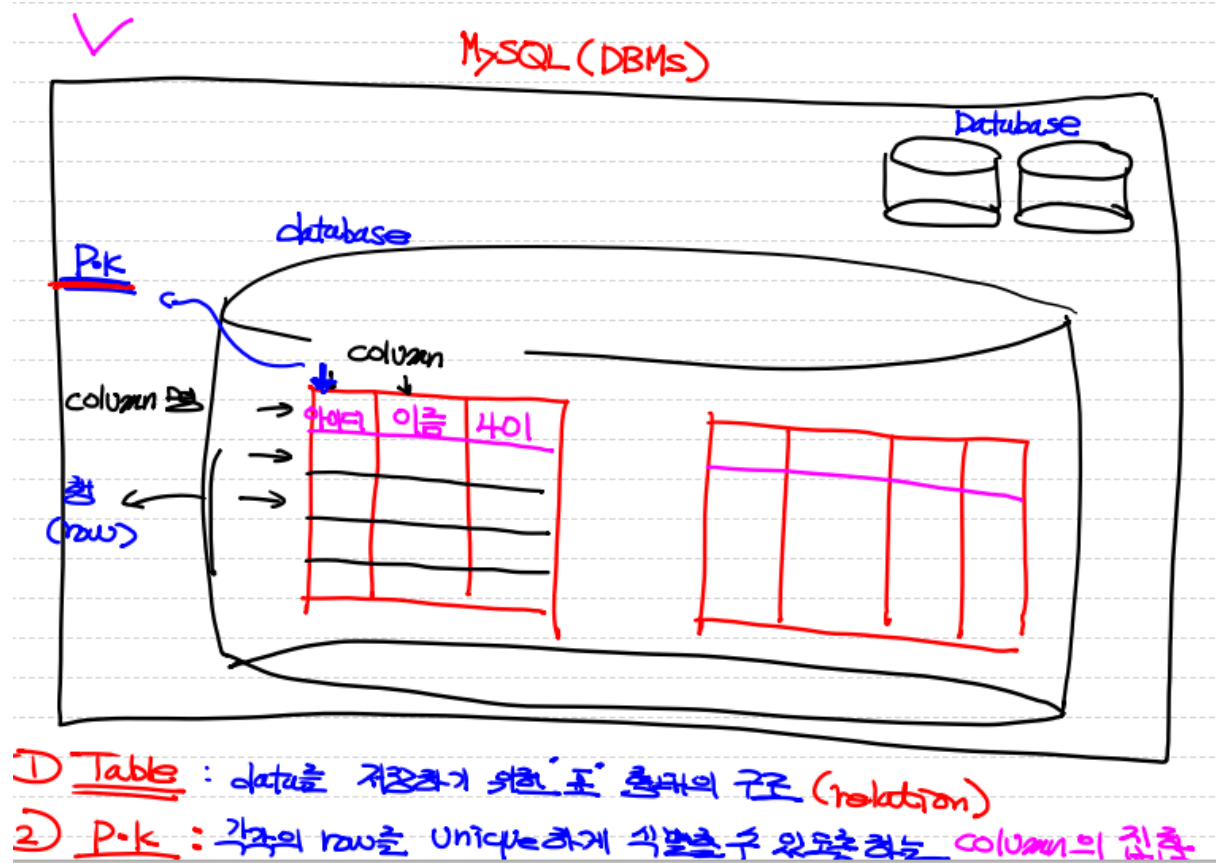 MySQL (DBMS)
Database
database
P.K
column
column 명
아이디 이름 나이
행
(row)
① Table : data를 저장하기 위한 "표" 형태의 구조 (relation)
2) P.K : 각각의 row를 unique하게 식별할 수 있도록 하는 column의 집합